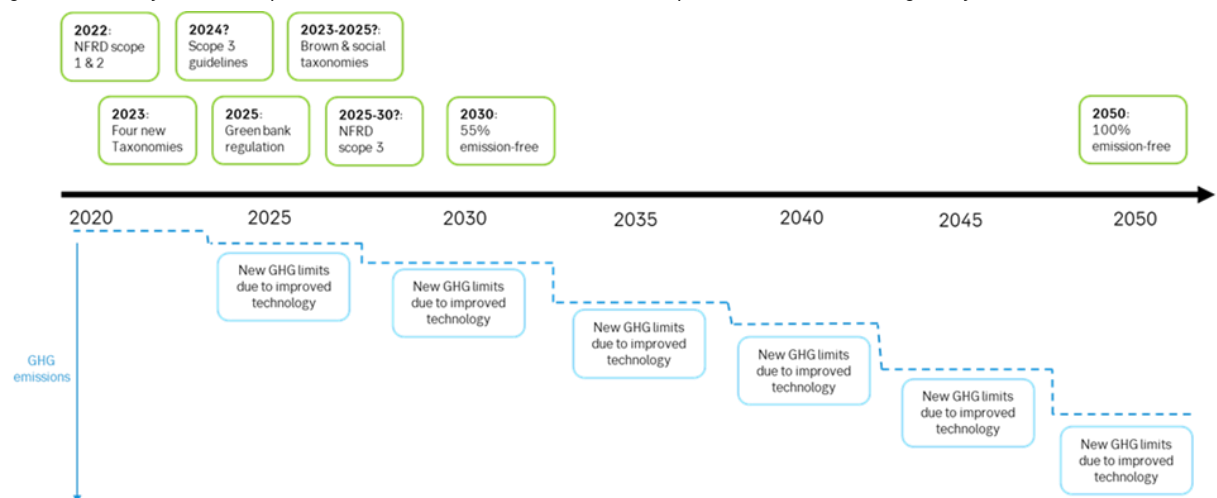 2022:
NFRD scope
1 & 2
2024?
Scope 3
guidelines
2023-2025?:
Brown & social
taxonomies
2023:
Four new
Taxonomies
2025:
Green bank
regulation
2025-30?:
NFRD
scope 3
2030:
55%
emission-free
2050:
100%
emission-free
2020
2025
2030
2035
2040
2045
2050
New GHG limits
due to improved
technology
New GHG limits
due to improved
technology
New GHG limits
due to improved
technology
New GHG limits
due to improved
technology
New GHG limits
due to improved
technology
New GHG limits
due to improved
technology
GHG
emissions